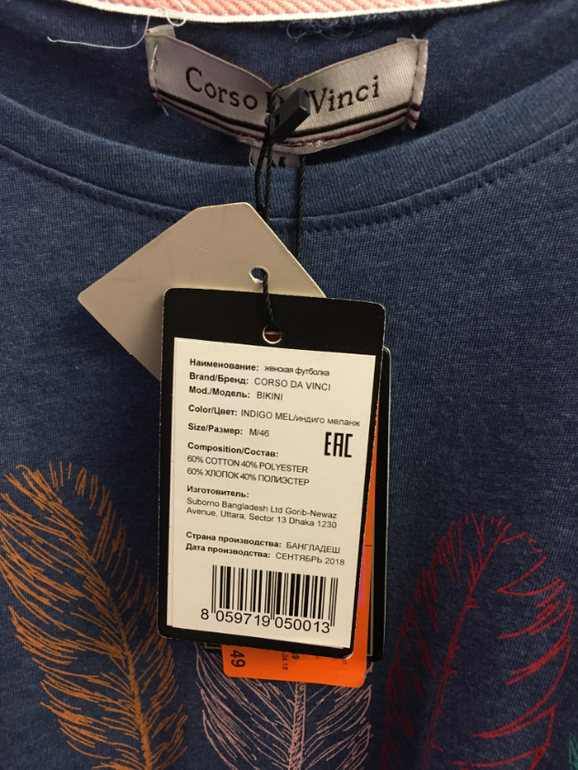 Corso Da Vinci
Наименование: женская футболка
Brand/Бренд: CORSO DA VINCI
Mod./Модель: BIKINI
Color/Цвет: INDIGO MEL/индиго меланж
Size/Размер: M/46
EAC
Composition/Состав:
60% COTTON 40% POLYESTER
60% ХЛОПОК 40% ПОЛИЭСТЕР
Изготовитель:
Suborno Bangladesh Ltd Gorib-Newaz
Avenue, Uttara, Sector 13 Dhaka 1230
Страна производства: БАНГЛАДЕШ
Дата производства: СЕНТЯБРЬ 2018
8 059719 050013
49